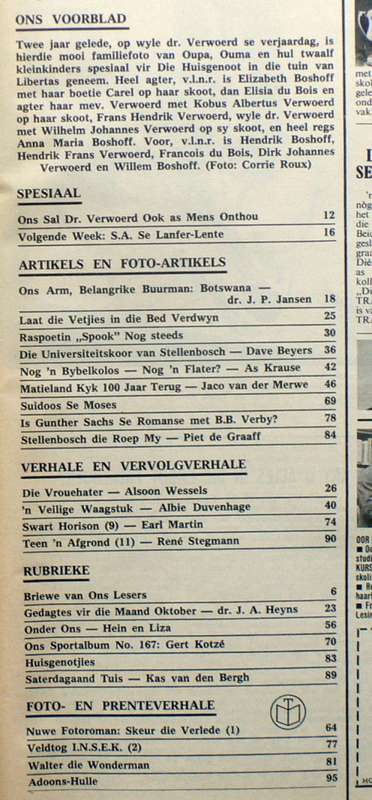 ONS VOORBLAD
Twee jaar gelede, op wyle dr. Verwoerd se verjaardag, is
hierdie mooi familiefoto van Oupa, Ouma en hul twaalf
kleinkinders spesiaal vir Die Huisgenoot in die tuin van
Libertas geneem. Heel agter, v.l.n.r. is Elizabeth Boshoff
met haar boetie Carel op haar skoot, dan Elisia du Bois en
agter haar mev. Verwoerd met Kobus Albertus Verwoerd
op haar skoot, Frans Hendrik Verwoerd, wyle dr. Verwoerd
met Wilhelm Johannes Verwoerd op sy skoot, en heel regs
Anna Maria Boshoff. Voor, v.l.n.r. is Hendrik Boshoff,
Hendrik Frans Verwoerd, Francois du Bois, Dirk Johannes
Verwoerd en Willem Boshoff. (Foto: Corrie Roux)
SPESIAAL
Ons Sal Dr. Verwoerd Ook as Mens Onthou 12
Volgende Week: S.A. Se Lanfer-Lente 16
ARTIKELS EN FOTO-ARTIKELS
Ons Arm, Belangrike Buurman: Botswana —
dr. J. P. Jansen 18
Laat die Vetjies in die Bed Verdwyn 25
Raspoetin „Spook” Nog steeds 30
Die Universiteitskoor van Stellenbosch — Dave Beyers 36
Nog 'n Bybelkolos — Nog 'n Flater? — As Krause 42
Matieland Kyk 100 Jaar Terug — Jaco van der Merwe 46
Suidoos Se Moses 69
Is Gunther Sachs Se Romanse met B.B. Verby? 78
Stellenbosch die Roep My — Piet de Graaff 84
VERHALE EN VERVOLGVERHALE
Die Vrouehater — Alsoon Wessels 26
'n Veilige Waagstuk — Albie Duvenhage 40
Swart Horison (9) — Earl Martin 74
Teen 'n Afgrond (11) — René Stegmann 90
RUBRIEKE
Briewe van Ons Lesers 6
Gedagtes vir die Maand Oktober — dr. J. A. Heyns 23
Onder Ons — Hein en Liza 56
Ons Sportalbum No. 167: Gert Kotzé 70
Huisgenotjies 83
Saterdagaand Tuis — Kas van den Bergh 89
FOTO- EN PRENTEVERHALE
Nuwe Fotoroman: Skeur die Verlede (1) 64
Veldtog I.N.S.E.K. (2) 77
Walter die Wonderman 81
Adoons-Hulle 95